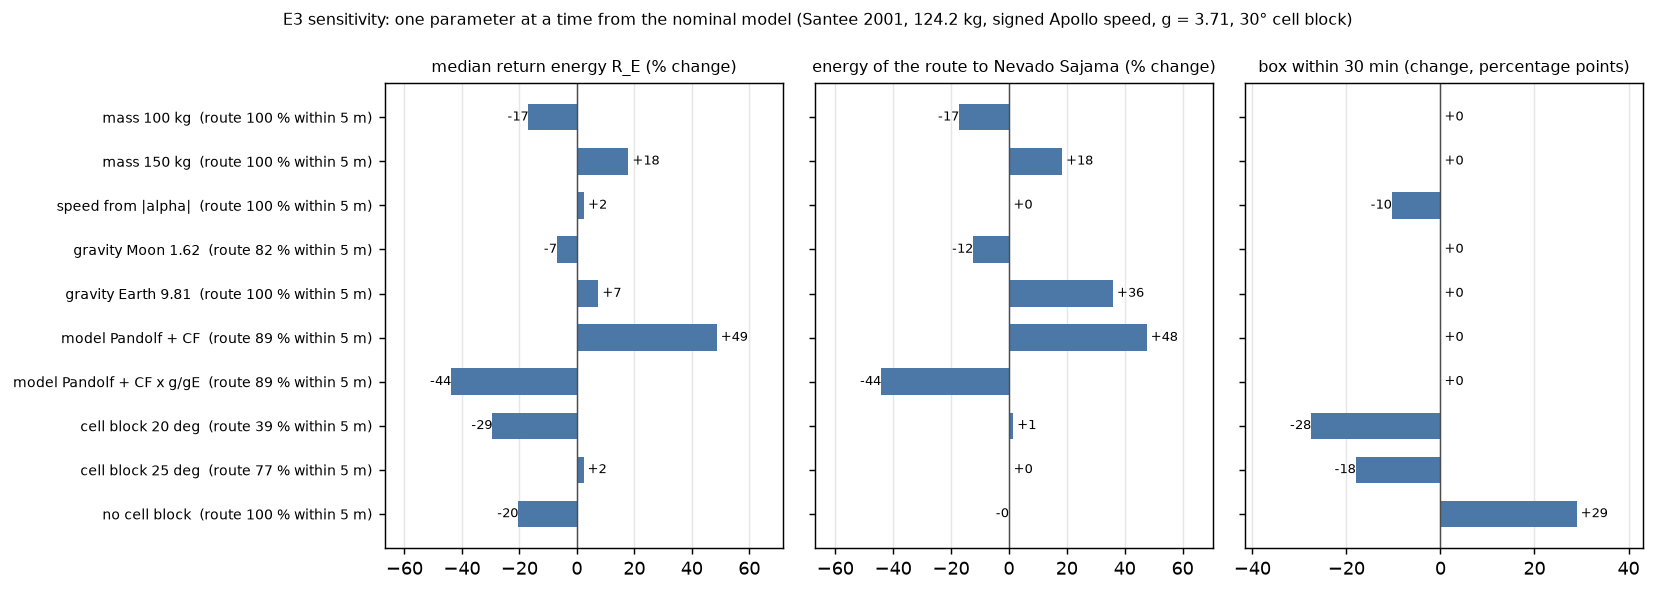 E3 sensitivity: one parameter at a time from the nominal model (Santee 2001, 124.2 kg, signed Apollo speed, g = 3.71, 30° cell block)
median return energy R_E (% change)
energy of the route to Nevado Sajama (% change)
box within 30 min (change, percentage points)
mass 100 kg (route 100 % within 5 m) -17 -17 +0
mass 150 kg (route 100 % within 5 m) +18 +18 +0
speed from |alpha| (route 100 % within 5 m) +2 +0 -10
gravity Moon 1.62 (route 82 % within 5 m) -7 -12 +0
gravity Earth 9.81 (route 100 % within 5 m) +7 +36 +0
model Pandolf + CF (route 89 % within 5 m) +49 +48 +0
model Pandolf + CF x g/gE (route 89 % within 5 m) -44 -44 +0
cell block 20 deg (route 39 % within 5 m) -29 +1 -28
cell block 25 deg (route 77 % within 5 m) +2 +0 -18
no cell block (route 100 % within 5 m) -20 -0 +29
−60 −40 −20 0 20 40 60
−60 −40 −20 0 20 40 60
−40 −20 0 20 40